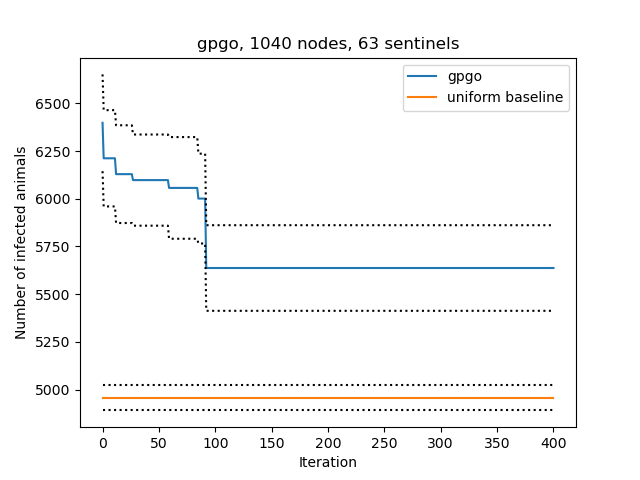 gpgo, 1040 nodes, 63 sentinels
gpgo
uniform baseline
Number of infected animals
6500
6250
6000
5750
5500
5250
5000
0 50 100 150 200 250 300 350 400
Iteration